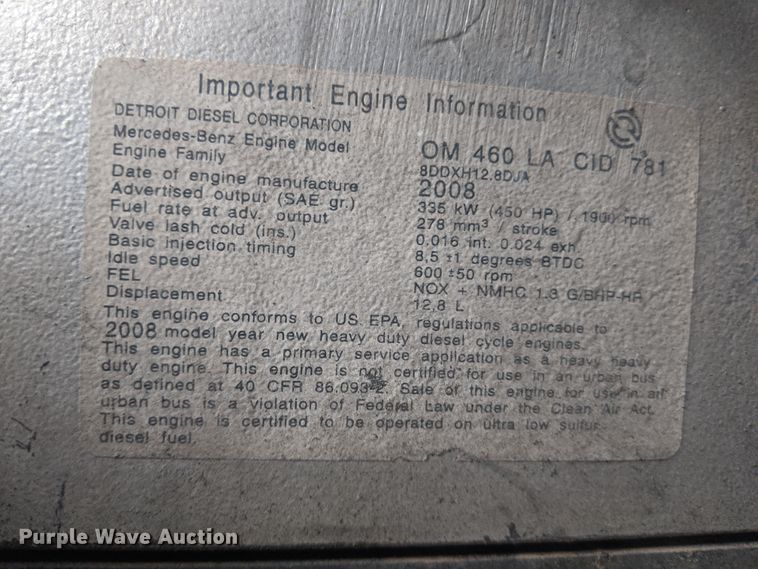 Important Engine Information
DETROIT DIESEL CORPORATION
Mercedes-Benz Engine Model OM 460 LA CID 781
Engine Family 8DDXH12.8DJA
Date of engine manufacture 2008
Advertised output (SAE gr.) 335 kW (450 HP) / 1900 rpm
Fuel rate at adv. output 278 mm³ / stroke
Valve lash cold (ins.) 0.016 int. 0.024 exh.
Basic injection timing 8,5 ±1 degrees BTDC
Idle speed 600 ±50 rpm
FEL NOX + NMHC 1.3 G/BHP-HR
Displacement 12,8 L
This engine conforms to US. EPA, regulations applicable to
2008 model year new heavy duty diesel cycle engines.
This engine has a primary service application as a heavy heavy
duty engine. This engine is not certified for use in an urban bus
as defined at 40 CFR 86.093-2. Sale of this engine for use in an
urban bus is a violation of Federal Law under the Clean Air Act.
This engine is certified to be operated on ultra low sulfur
diesel fuel.
Purple Wave Auction